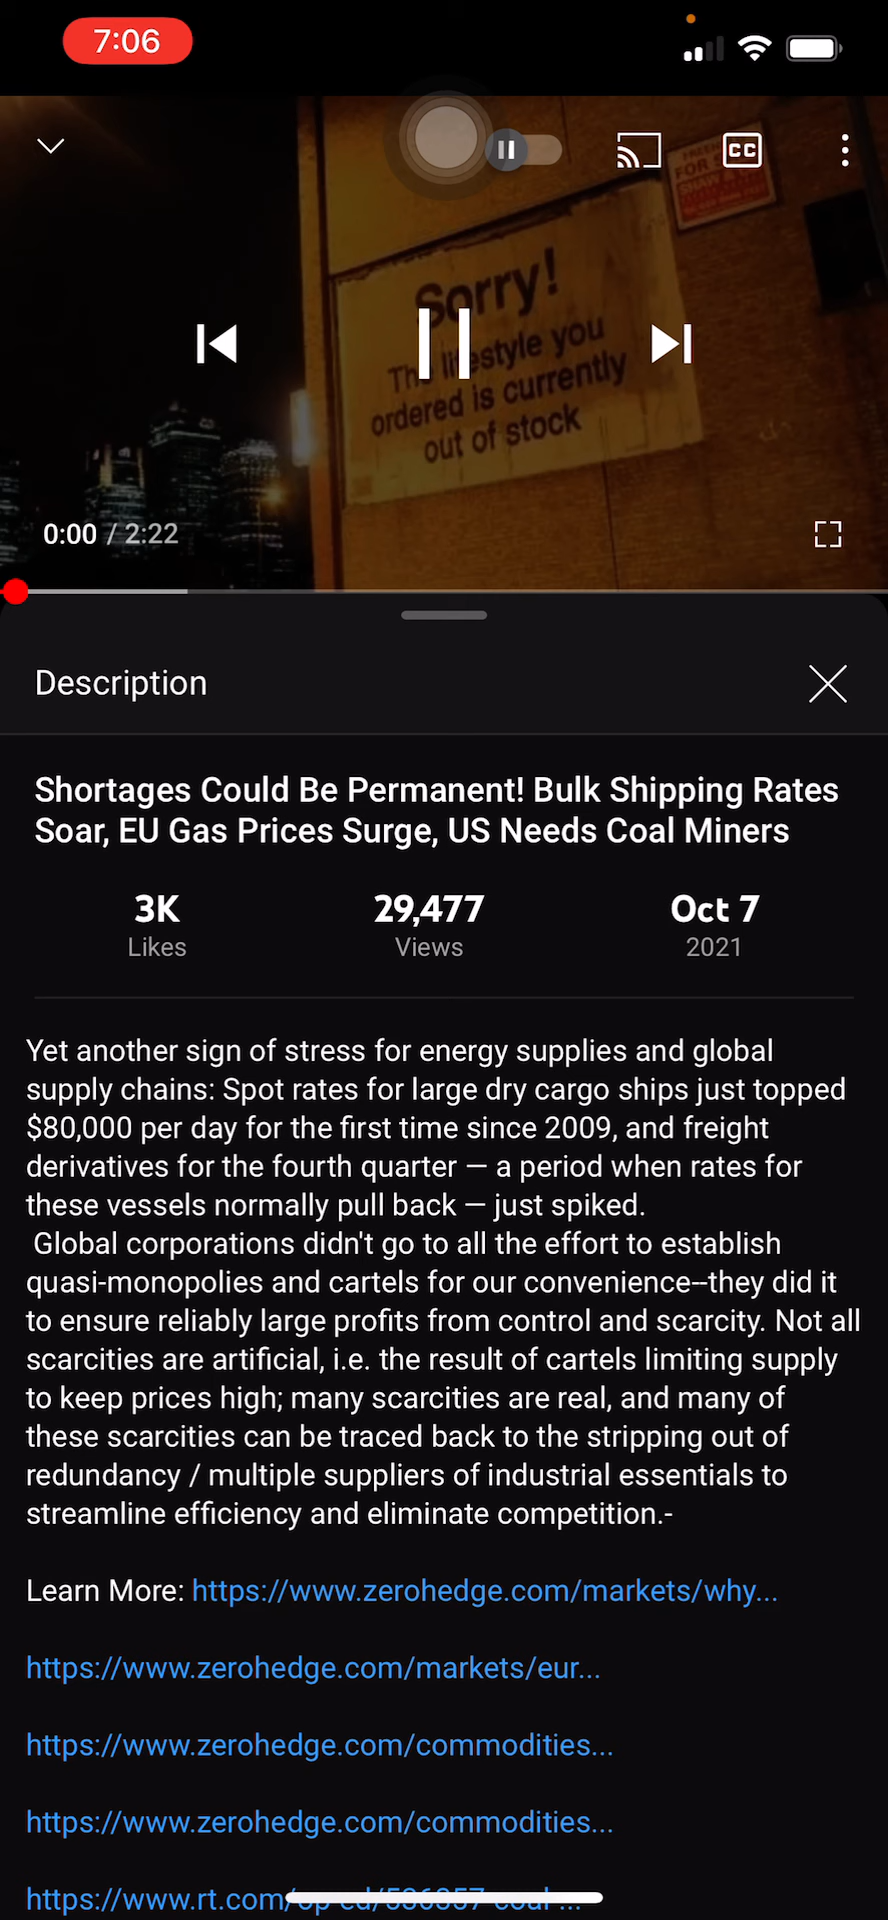 7:06
CC
FOR
Sorry!
The lifestyle you
ordered is currently
out of stock
0:00 / 2:22
Description
Shortages Could Be Permanent! Bulk Shipping Rates
Soar, EU Gas Prices Surge, US Needs Coal Miners
3K 29,477 Oct 7
Likes Views 2021
Yet another sign of stress for energy supplies and global
supply chains: Spot rates for large dry cargo ships just topped
$80,000 per day for the first time since 2009, and freight
derivatives for the fourth quarter — a period when rates for
these vessels normally pull back — just spiked.
Global corporations didn't go to all the effort to establish
quasi-monopolies and cartels for our convenience--they did it
to ensure reliably large profits from control and scarcity. Not all
scarcities are artificial, i.e. the result of cartels limiting supply
to keep prices high; many scarcities are real, and many of
these scarcities can be traced back to the stripping out of
redundancy / multiple suppliers of industrial essentials to
streamline efficiency and eliminate competition.-
Learn More: https://www.zerohedge.com/markets/why...
https://www.zerohedge.com/markets/eur...
https://www.zerohedge.com/commodities...
https://www.zerohedge.com/commodities...
https://www.rt.com/op-ed/536857-coal-...